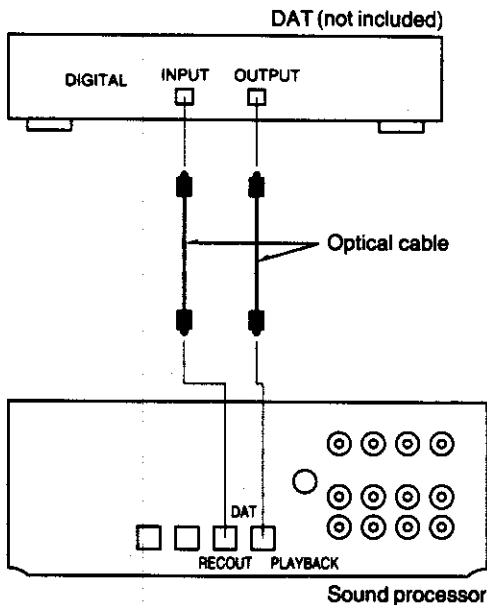 DAT (not included)
DIGITAL INPUT OUTPUT
Optical cable
DAT
RECOUT PLAYBACK
Sound processor